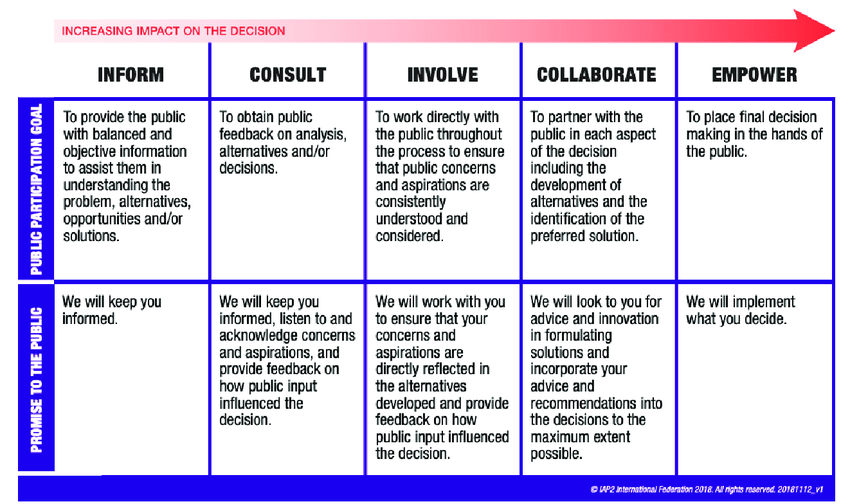 INCREASING IMPACT ON THE DECISION
INFORM
CONSULT
INVOLVE
COLLABORATE
EMPOWER
PUBLIC PARTICIPATION GOAL
To provide the public
with balanced and
objective information
to assist them in
understanding the
problem, alternatives,
opportunities and/or
solutions.
To obtain public
feedback on analysis,
alternatives and/or
decisions.
To work directly with
the public throughout
the process to ensure
that public concerns
and aspirations are
consistently
understood and
considered.
To partner with the
public in each aspect
of the decision
including the
development of
alternatives and the
identification of the
preferred solution.
To place final decision
making in the hands of
the public.
PROMISE TO THE PUBLIC
We will keep you
informed.
We will keep you
informed, listen to and
acknowledge concerns
and aspirations, and
provide feedback on
how public input
influenced the
decision.
We will work with you
to ensure that your
concerns and
aspirations are
directly reflected in
the alternatives
developed and provide
feedback on how
public input influenced
the decision.
We will look to you for
advice and innovation
in formulating
solutions and
incorporate your
advice and
recommendations into
the decisions to the
maximum extent
possible.
We will implement
what you decide.
© IAP2 International Federation 2018. All rights reserved. 20181112_v1